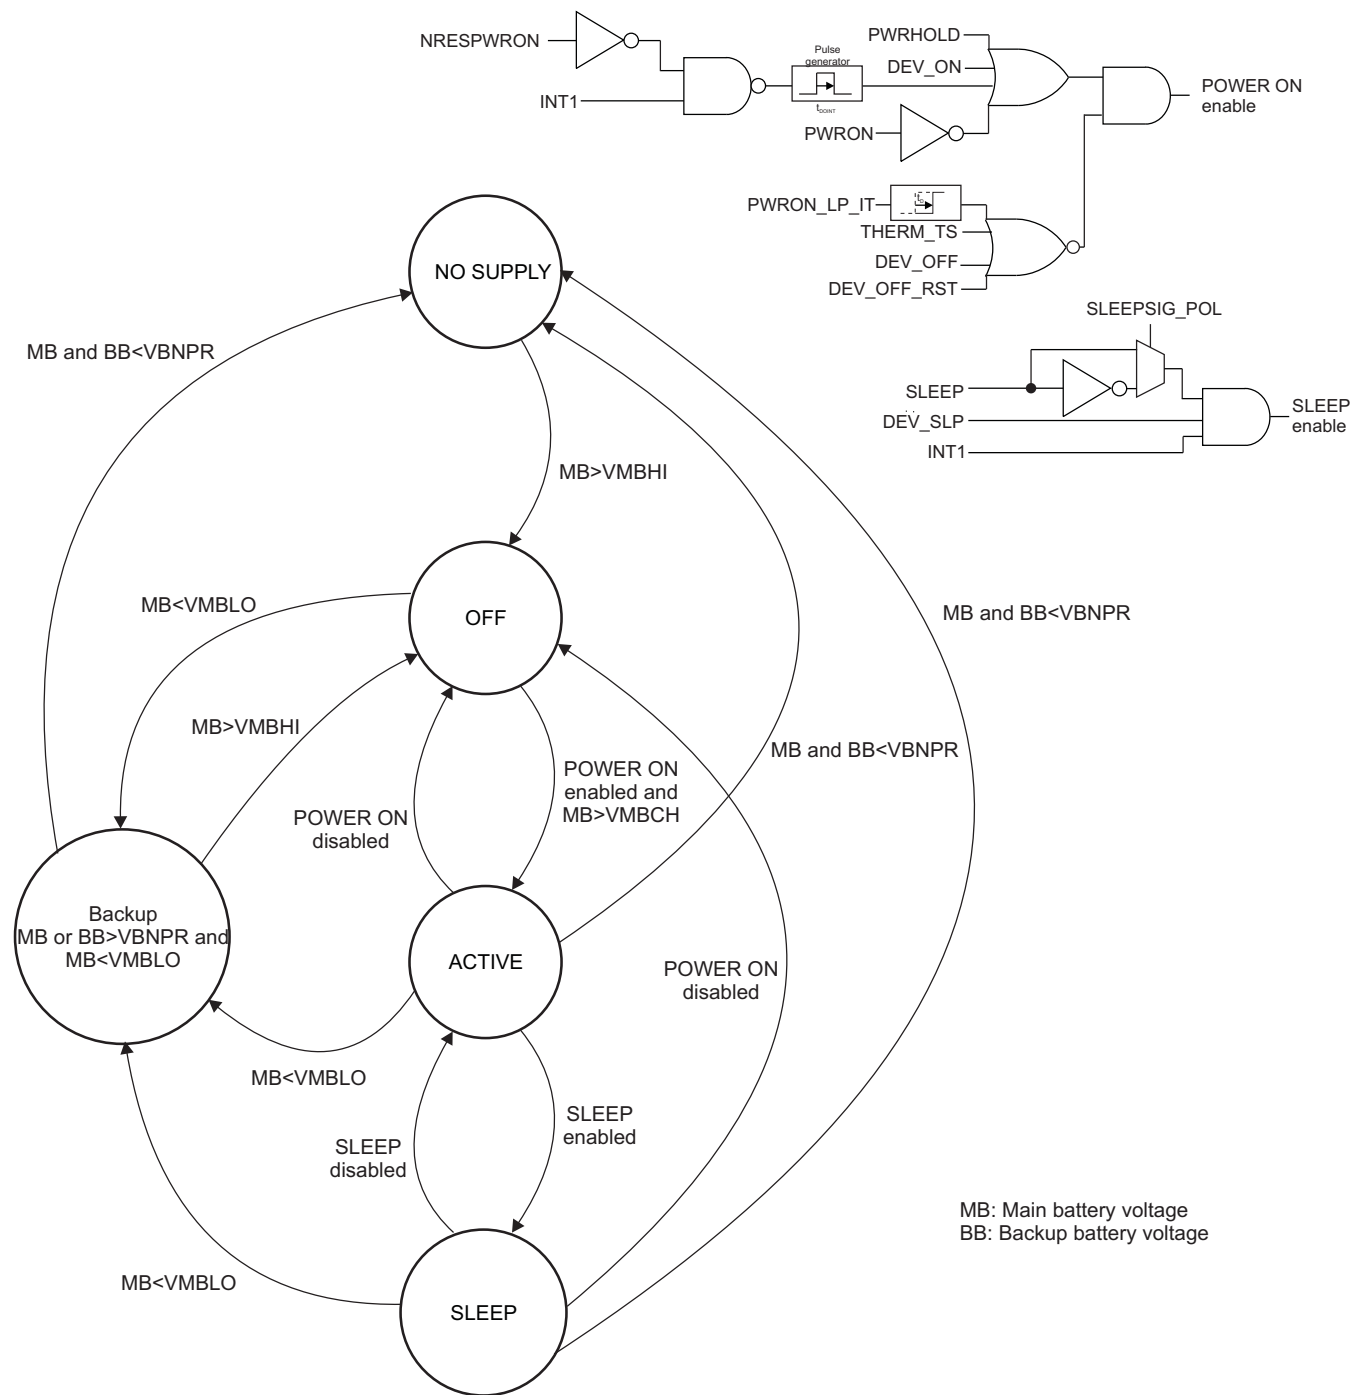 NRESPWRON
INT1
Pulse
generator
tDOINT
PWRHOLD
DEV_ON
PWRON
POWER ON
enable
PWRON_LP_IT
tD
THERM_TS
DEV_OFF
DEV_OFF_RST
SLEEPSIG_POL
SLEEP
DEV_SLP
INT1
SLEEP
enable
NO SUPPLY
MB and BB<VBNPR
MB>VMBHI
MB<VMBLO
OFF
MB and BB<VBNPR
MB>VMBHI
MB and BB<VBNPR
POWER ON
enabled and
MB>VMBCH
POWER ON
disabled
Backup
MB or BB>VBNPR and
MB<VMBLO
ACTIVE
POWER ON
disabled
MB<VMBLO
SLEEP
enabled
SLEEP
disabled
MB<VMBLO
SLEEP
MB: Main battery voltage
BB: Backup battery voltage